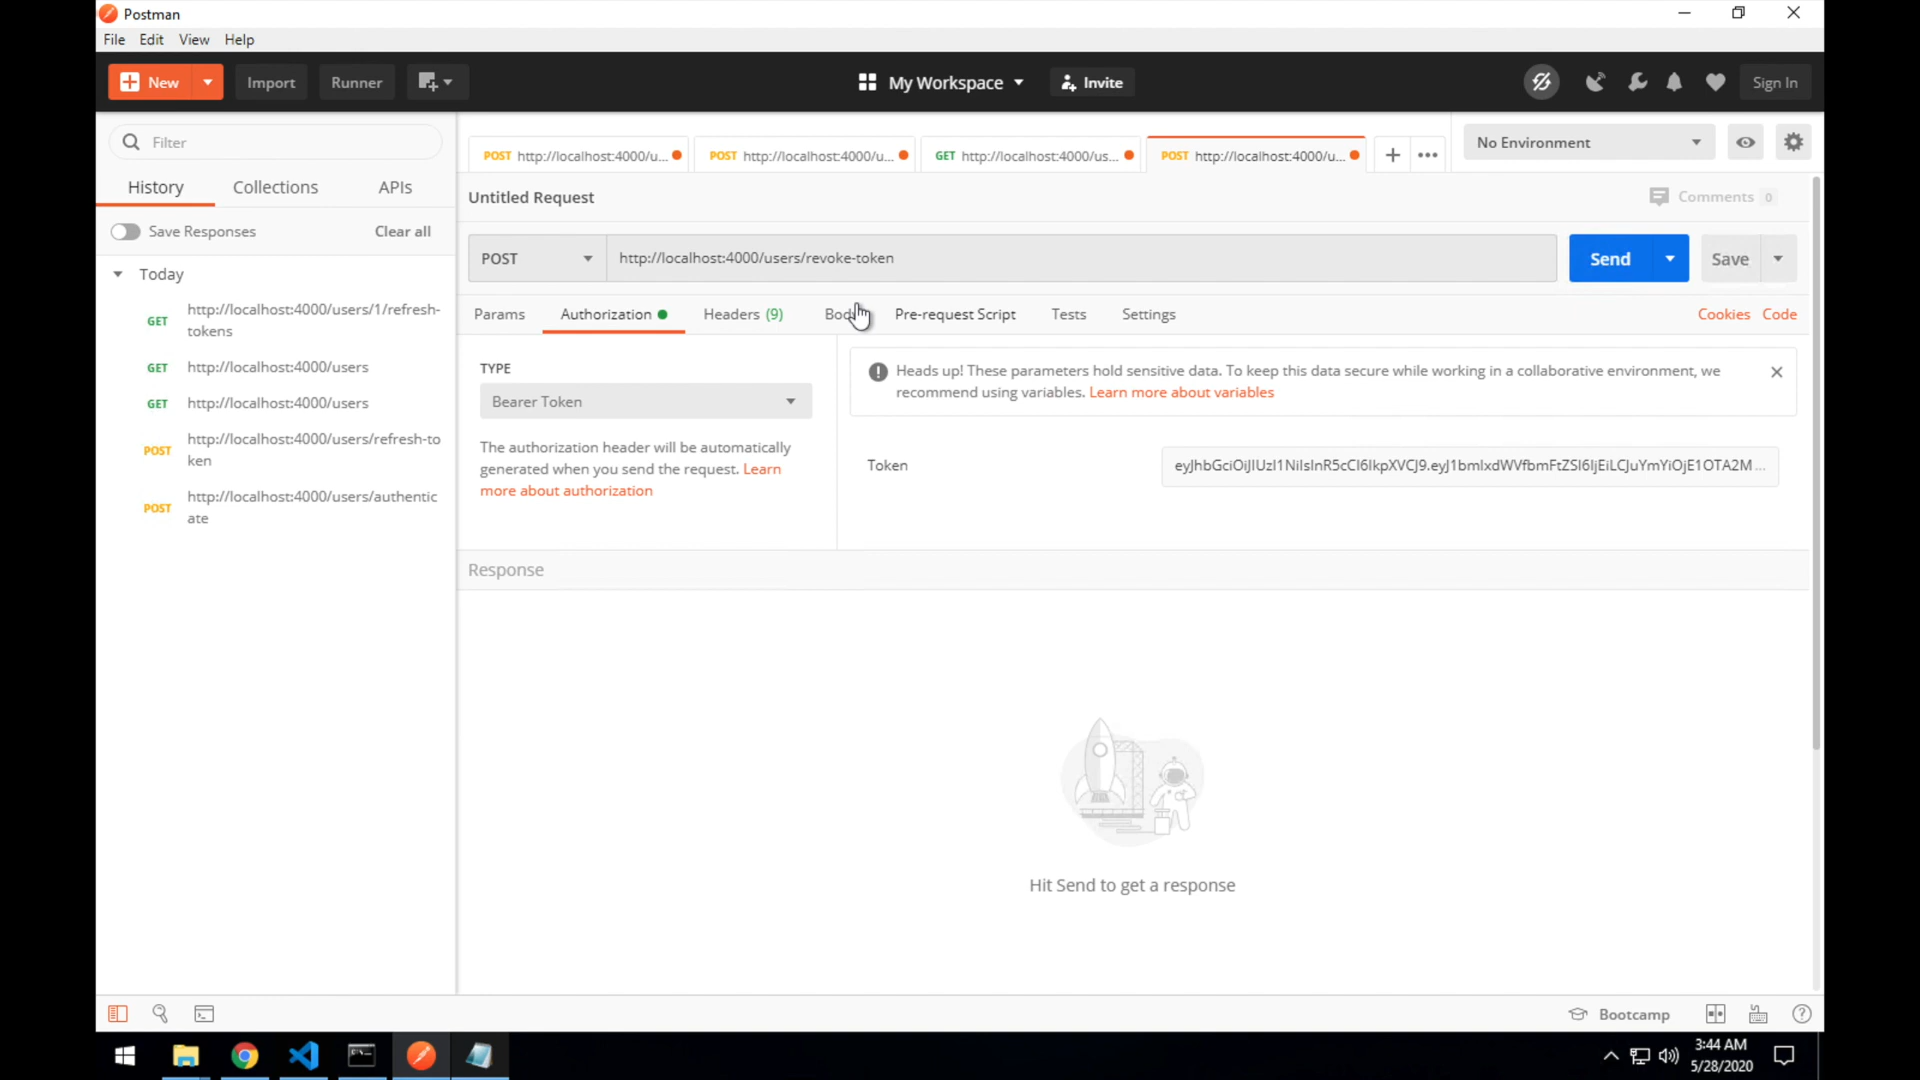 Postman
File Edit View Help
New Import Runner My Workspace Invite Sign In
Filter
History Collections APIs
Save Responses Clear all
Today
GET http://localhost:4000/users/1/refresh-
tokens
GET http://localhost:4000/users
GET http://localhost:4000/users
POST http://localhost:4000/users/refresh-to
ken
POST http://localhost:4000/users/authentic
ate
POST http://localhost:4000/u... POST http://localhost:4000/u... GET http://localhost:4000/us... POST http://localhost:4000/u... No Environment
Untitled Request Comments 0
POST http://localhost:4000/users/revoke-token Send Save
Params Authorization Headers (9) Pre-request Script Tests Settings Cookies Code
TYPE
Bearer Token
The authorization header will be automatically
generated when you send the request. Learn
more about authorization
Heads up! These parameters hold sensitive data. To keep this data secure while working in a collaborative environment, we
recommend using variables. Learn more about variables
Token
Response
Hit Send to get a response
Bootcamp
3:44 AM
5/28/2020